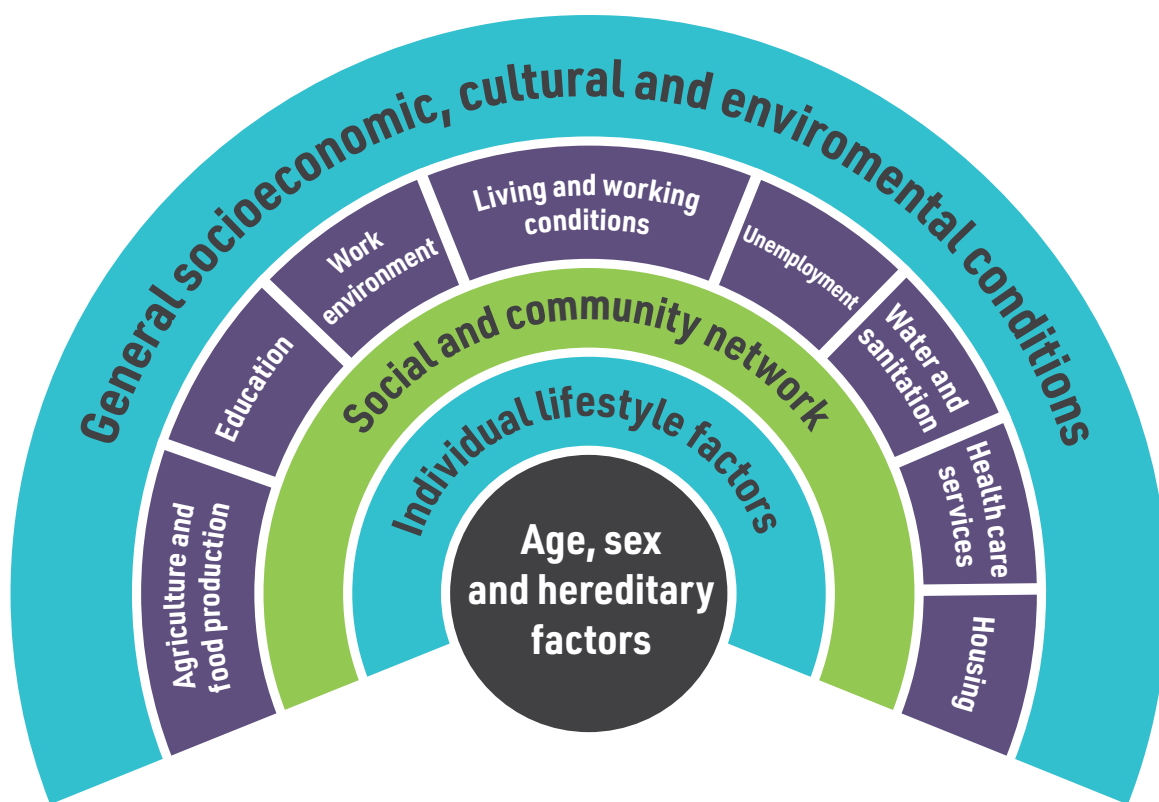 General socioeconomic, cultural and enviromental conditions
Agriculture and
food production
Education
Work
environment
Living and working
conditions
Unemployment
Water and
sanitation
Health care
services
Housing
Social and community network
Individual lifestyle factors
Age, sex
and hereditary
factors